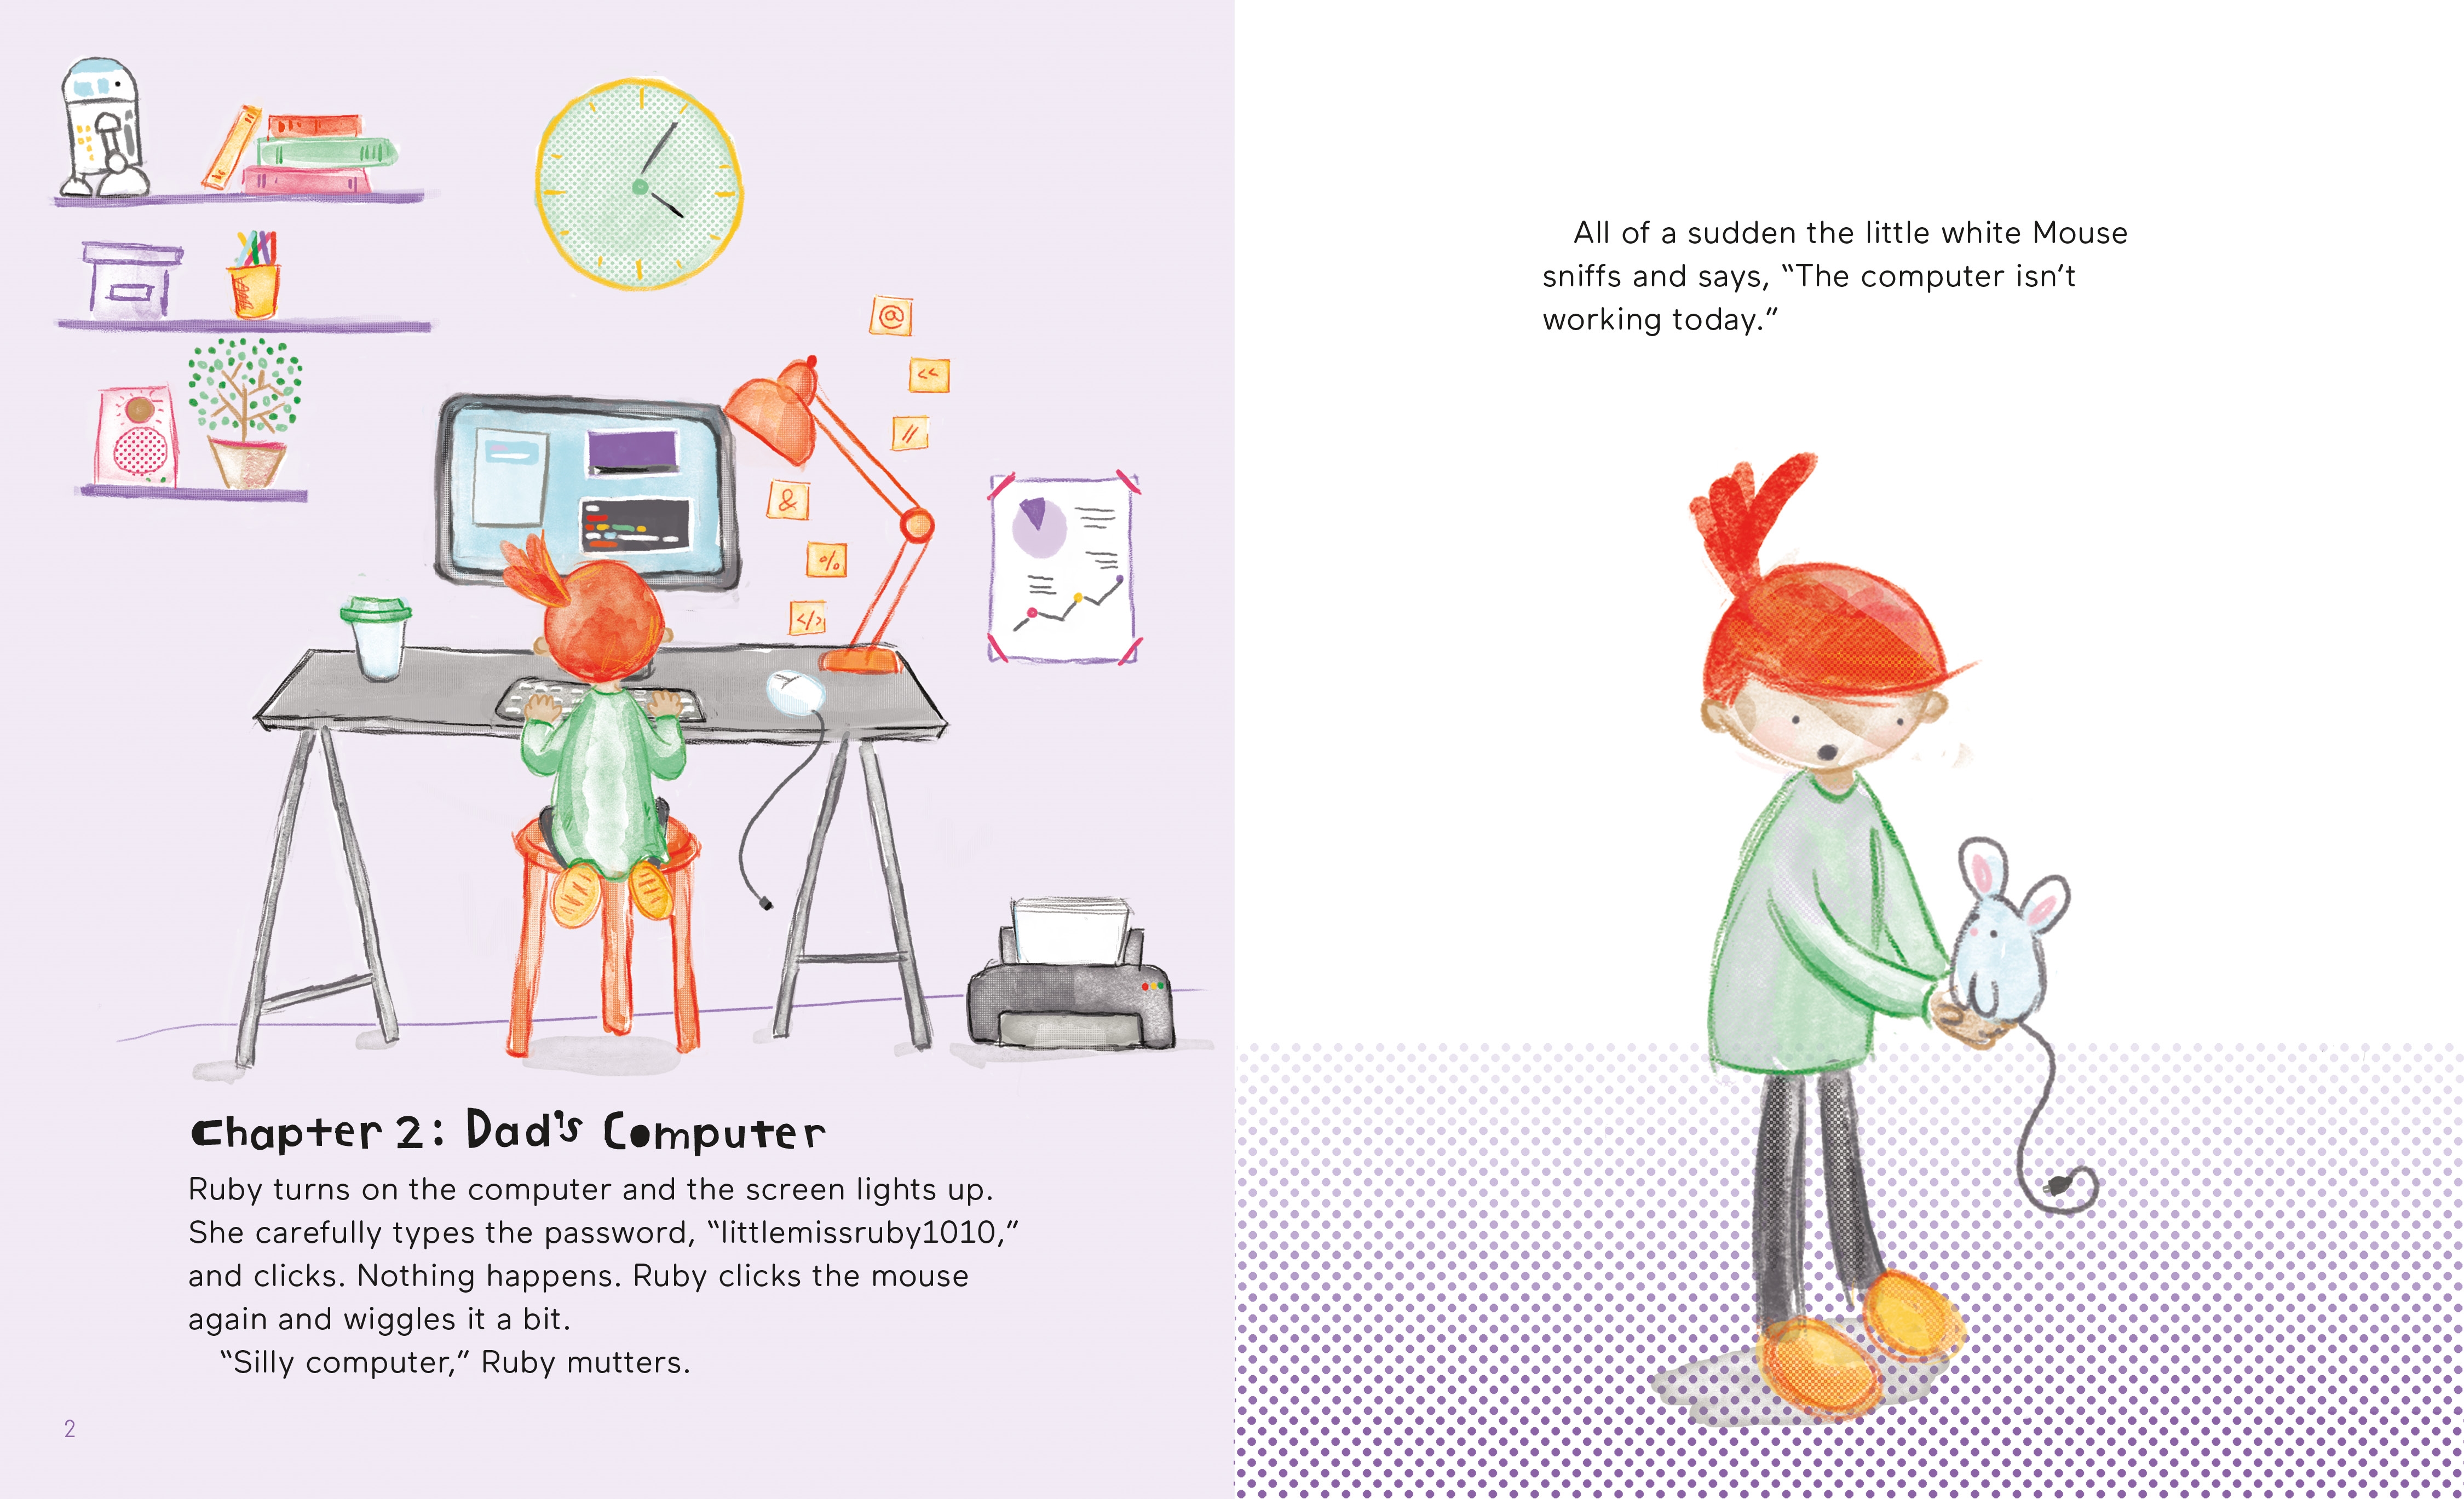 @
<<
//
&
%
</>
Chapter 2: Dad's Computer
Ruby turns on the computer and the screen lights up.
She carefully types the password, “littlemissruby1010,”
and clicks. Nothing happens. Ruby clicks the mouse
again and wiggles it a bit.
“Silly computer,” Ruby mutters.
2
All of a sudden the little white Mouse
sniffs and says, “The computer isn’t
working today.”